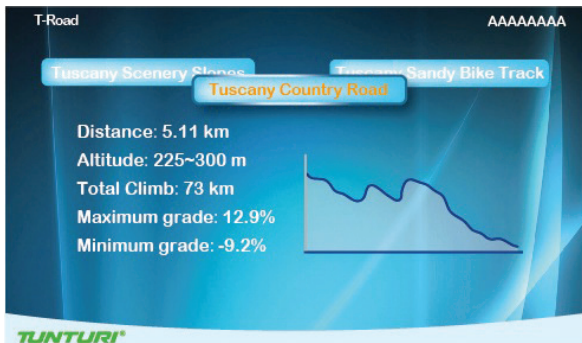 T-Road
AAAAAAAA
Tuscany Scenery Slopes
Tuscany Sandy Bike Track
Tuscany Country Road
Distance: 5.11 km
Altitude: 225~300 m
Total Climb: 73 km
Maximum grade: 12.9%
Minimum grade: -9.2%
TUNTURI®